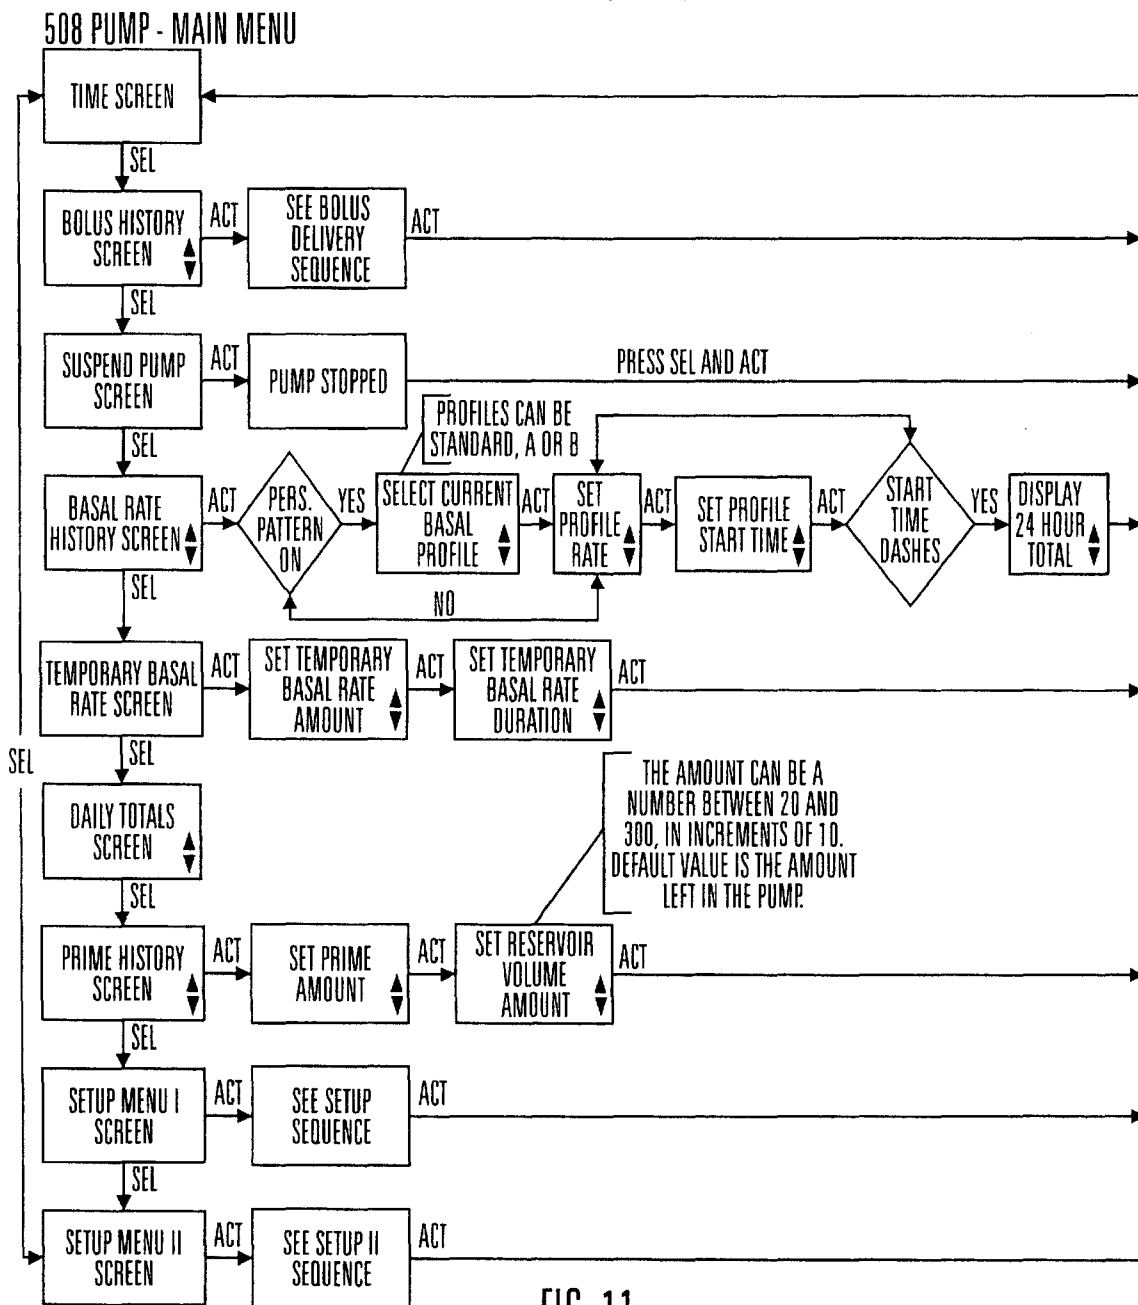 508 PUMP - MAIN MENU
TIME SCREEN
SEL
BOLUS HISTORY
SCREEN
ACT
SEE BOLUS
DELIVERY
SEQUENCE
ACT
SEL
SUSPEND PUMP
SCREEN
ACT
PUMP STOPPED
PRESS SEL AND ACT
SEL
PROFILES CAN BE
STANDARD, A OR B
BASAL RATE
HISTORY SCREEN
ACT
PERS.
PATTERN
ON
YES
SELECT CURRENT
BASAL
PROFILE
ACT
SET
PROFILE
RATE
ACT
SET PROFILE
START TIME
ACT
START
TIME
DASHES
YES
DISPLAY
24 HOUR
TOTAL
NO
SEL
TEMPORARY BASAL
RATE SCREEN
ACT
SET TEMPORARY
BASAL RATE
AMOUNT
ACT
SET TEMPORARY
BASAL RATE
DURATION
ACT
SEL
SEL
DAILY TOTALS
SCREEN
THE AMOUNT CAN BE A
NUMBER BETWEEN 20 AND
300, IN INCREMENTS OF 10.
DEFAULT VALUE IS THE AMOUNT
LEFT IN THE PUMP.
SEL
PRIME HISTORY
SCREEN
ACT
SET PRIME
AMOUNT
ACT
SET RESERVOIR
VOLUME
AMOUNT
ACT
SEL
SETUP MENU I
SCREEN
ACT
SEE SETUP
SEQUENCE
ACT
SEL
SETUP MENU II
SCREEN
ACT
SEE SETUP II
SEQUENCE
ACT
FIG. 11